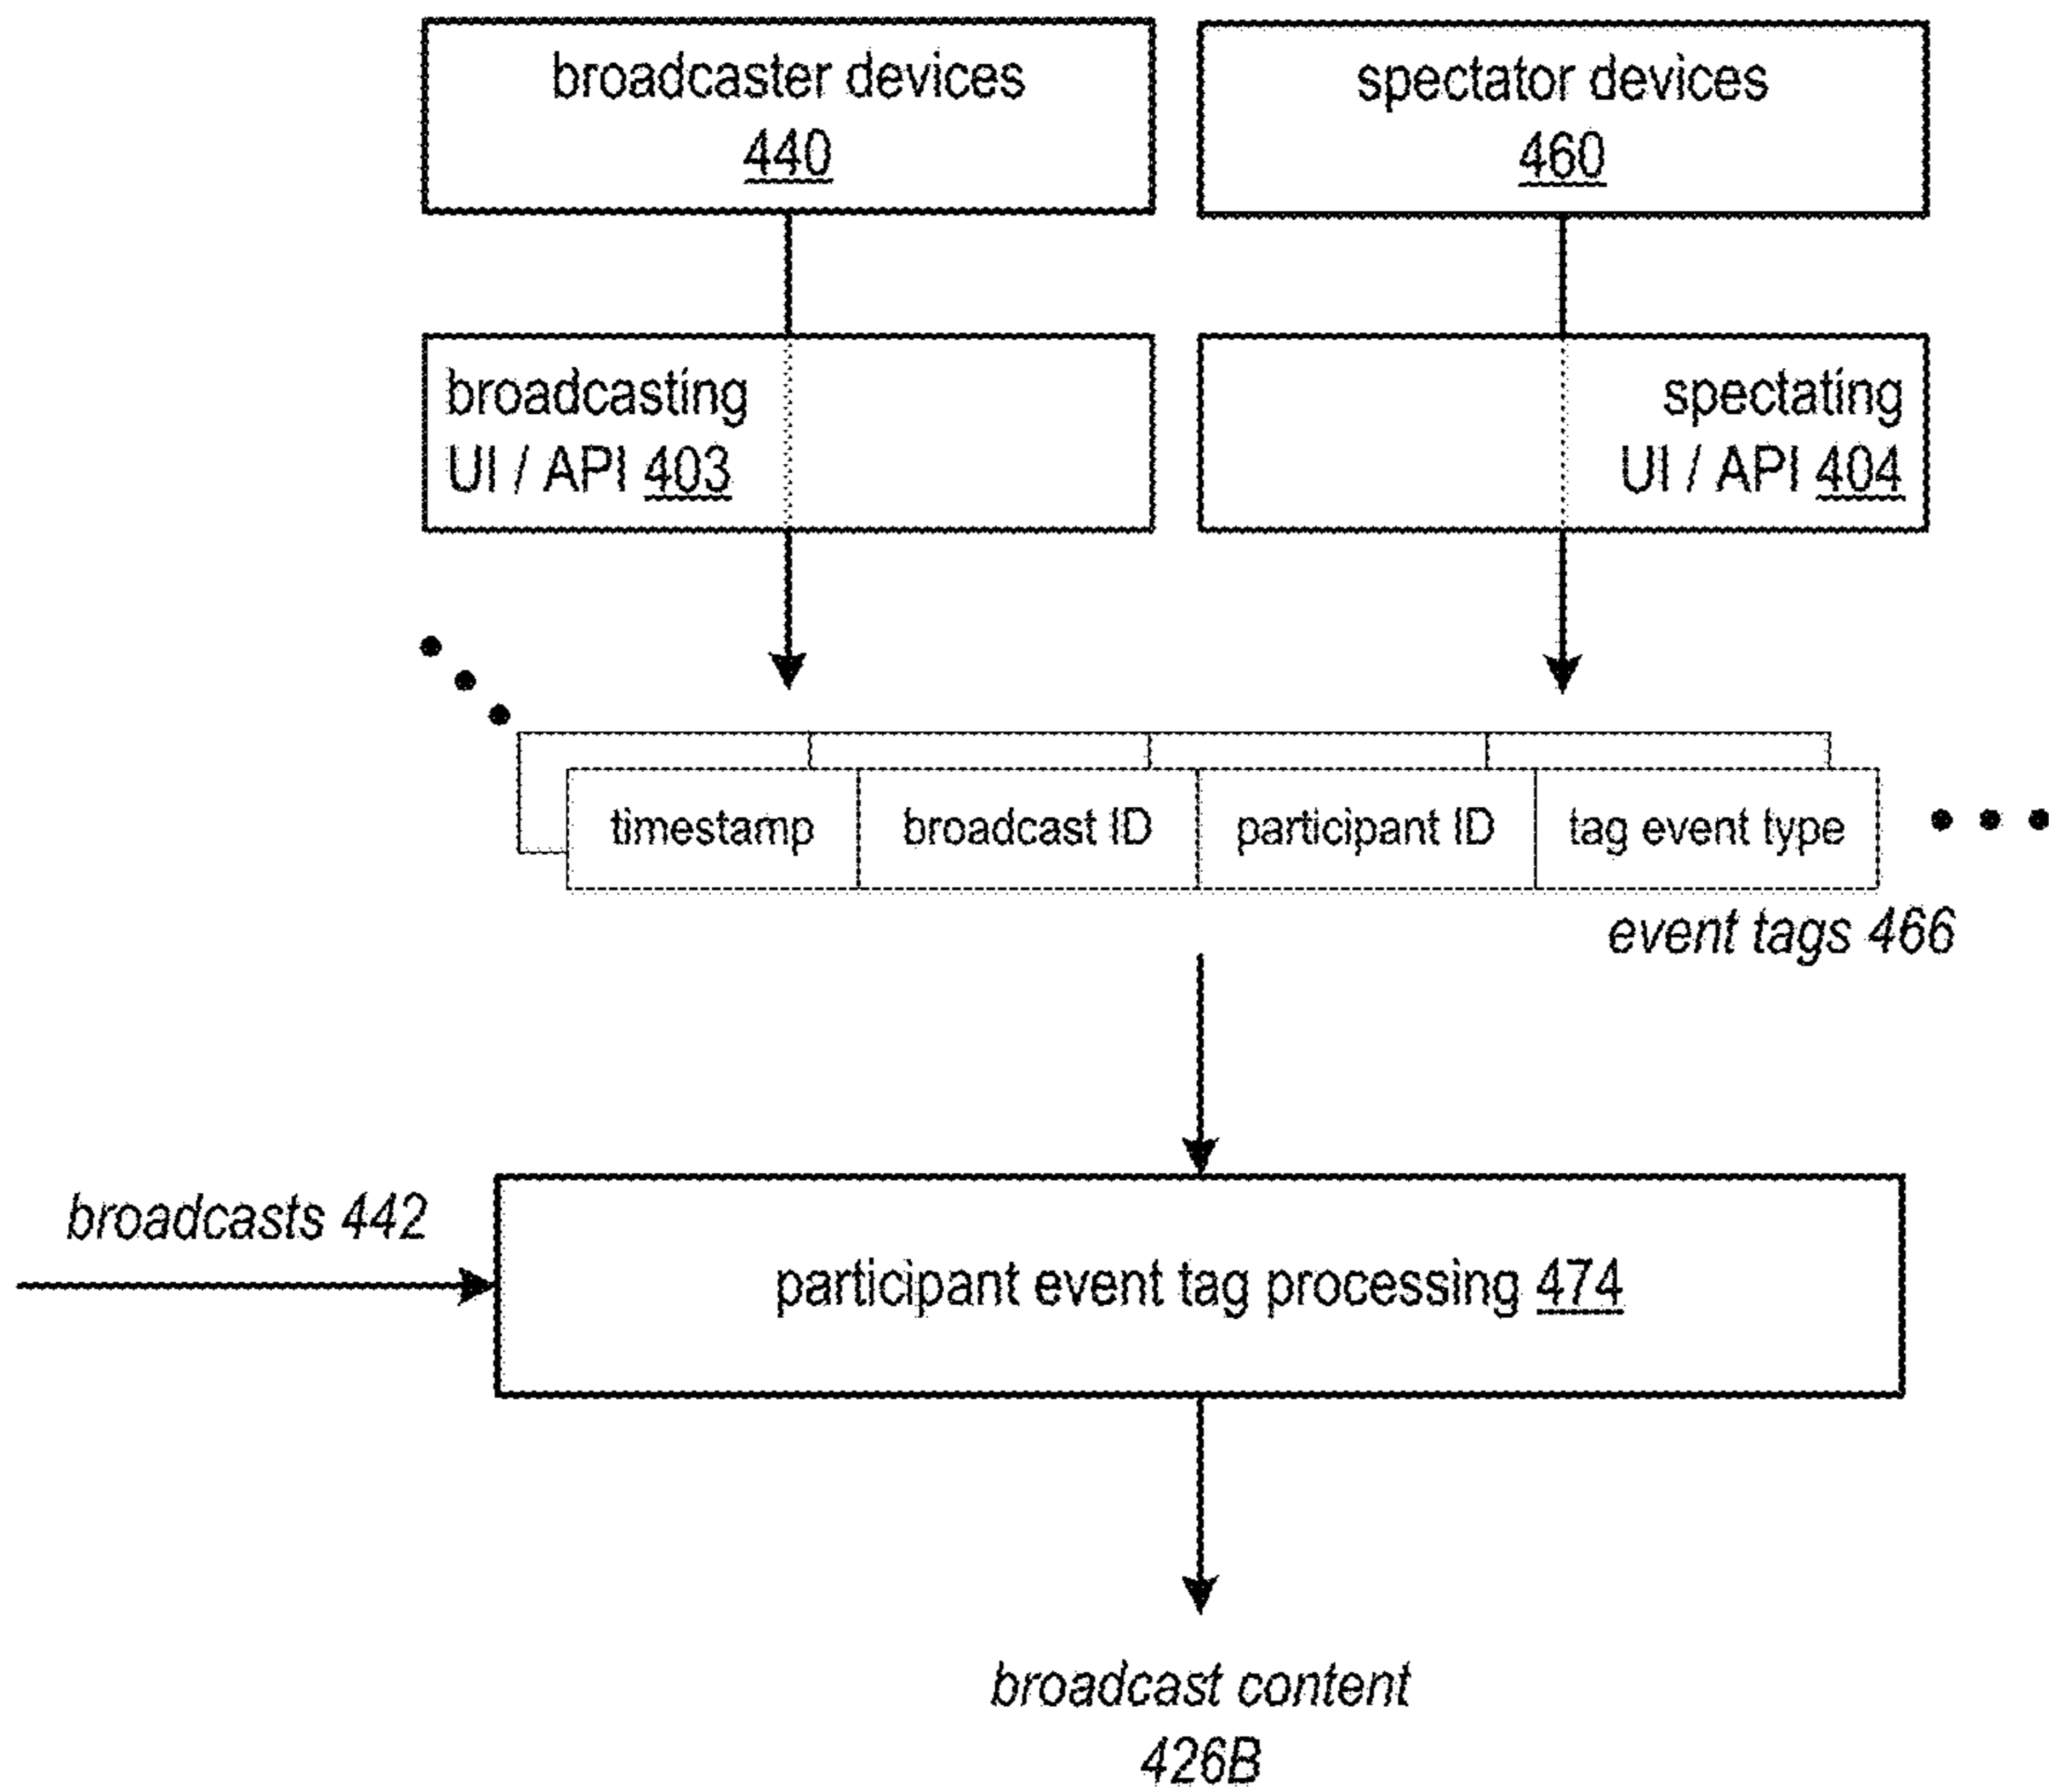 broadcaster devices
440
spectator devices
460
broadcasting
UI / API 403
spectating
UI / API 404
timestamp
broadcast ID
participant ID
tag event type
event tags 466
broadcasts 442
participant event tag processing 474
broadcast content
426B